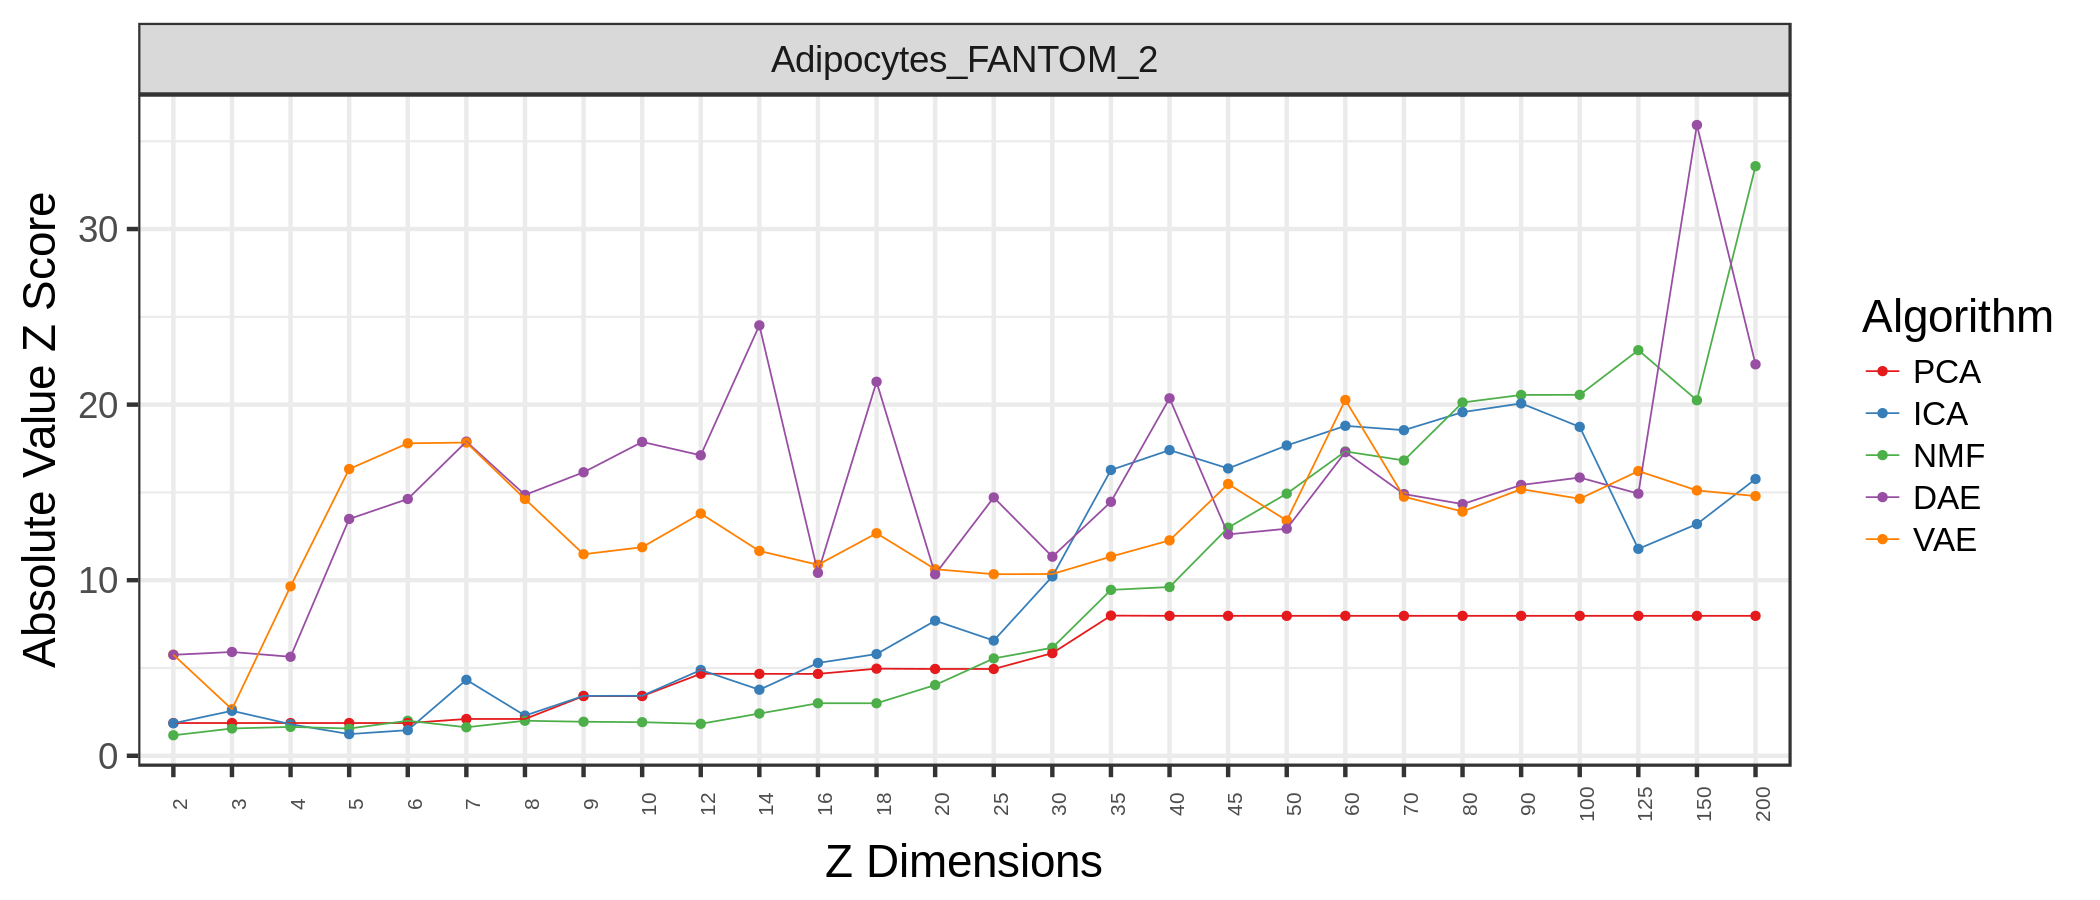 Adipocytes_FANTOM_2
Absolute Value Z Score
30
20
10
0
2 3 4 5 6 7 8 9 10 12 14 16 18 20 25 30 35 40 45 50 60 70 80 90 100 125 150 200
Z Dimensions
Algorithm
PCA
ICA
NMF
DAE
VAE